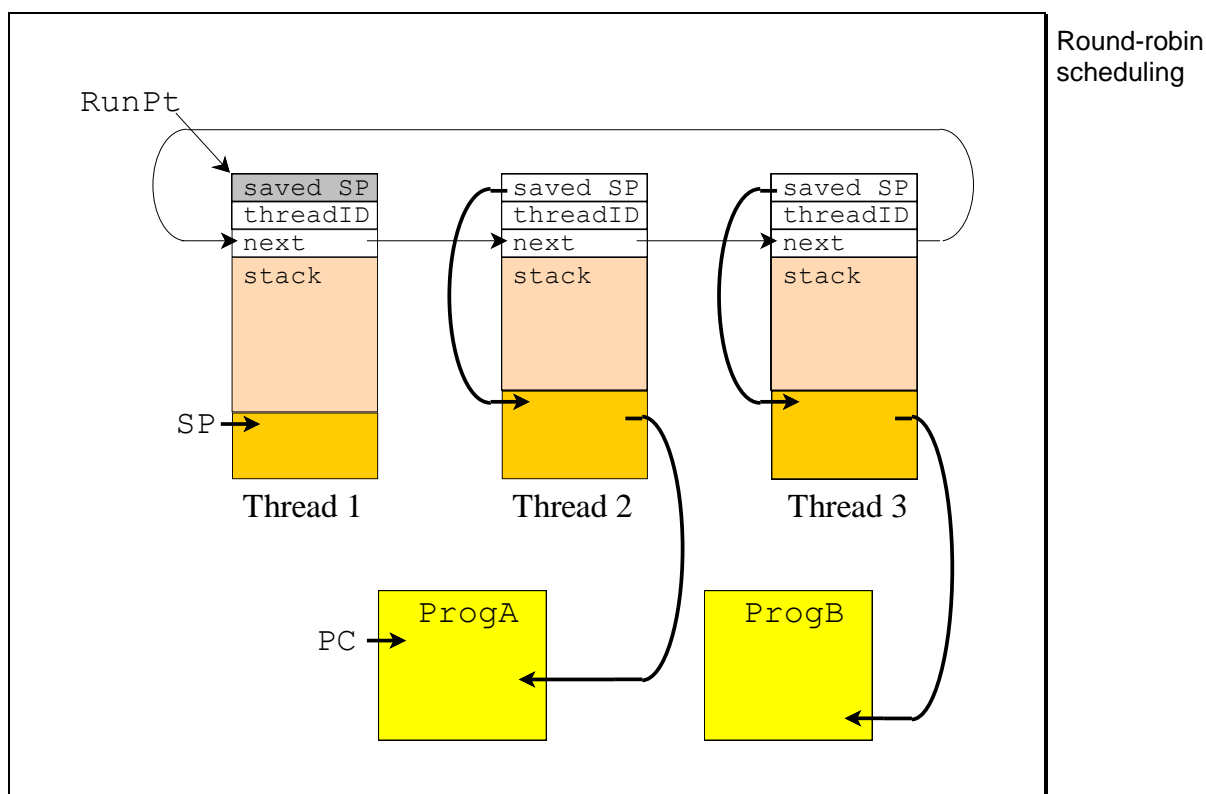 Round-robin
scheduling
RunPt
saved SP
threadID
next
stack
saved SP
threadID
next
stack
saved SP
threadID
next
stack
SP
Thread 1
Thread 2
Thread 3
ProgA
ProgB
PC